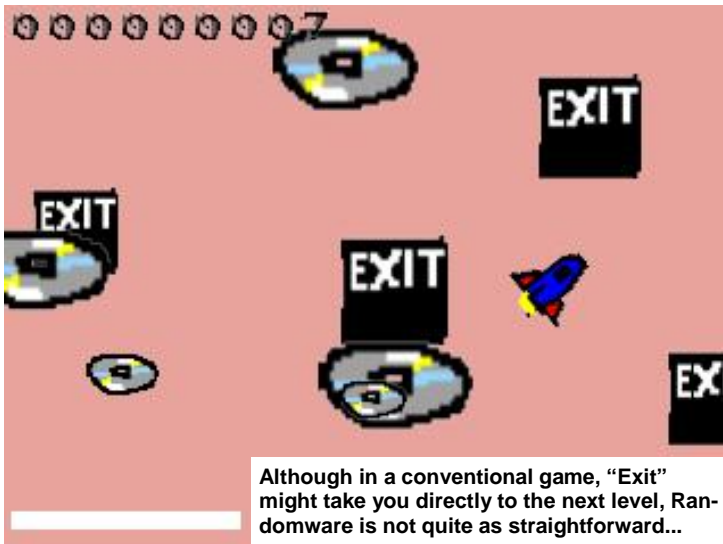 000000007
EXIT
EXIT
EXIT
EX
Although in a conventional game, “Exit”
might take you directly to the next level, Ran-
domware is not quite as straightforward...